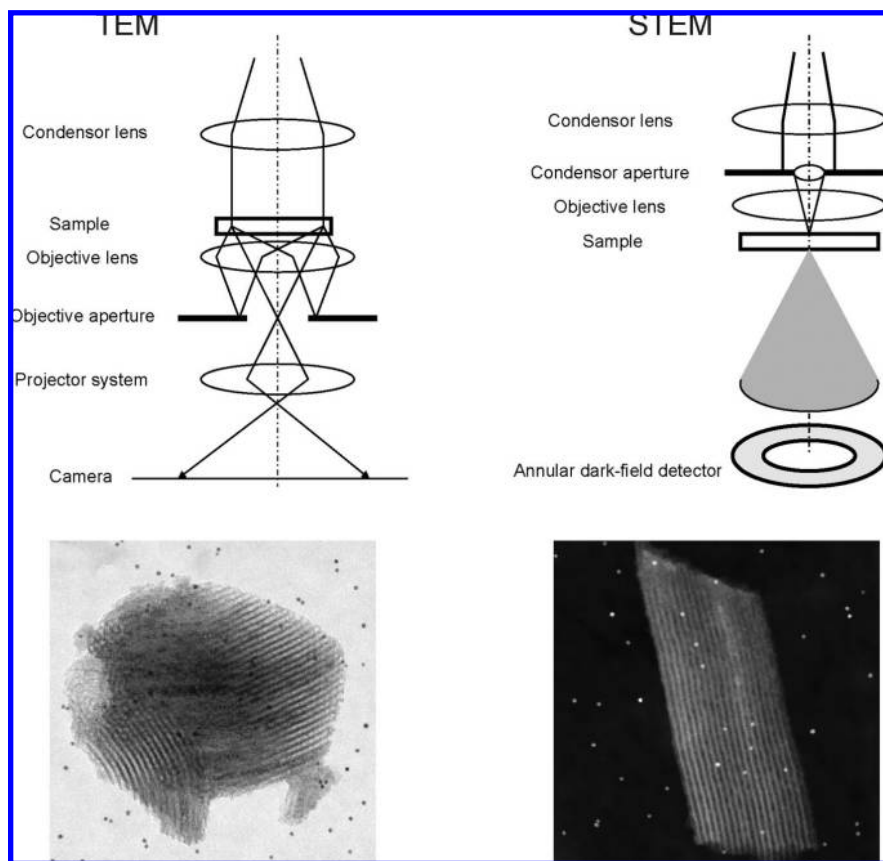 TEM
Condensor lens
Sample
Objective lens
Objective aperture
Projector system
Camera
STEM
Condensor lens
Condensor aperture
Objective lens
Sample
Annular dark-field detector